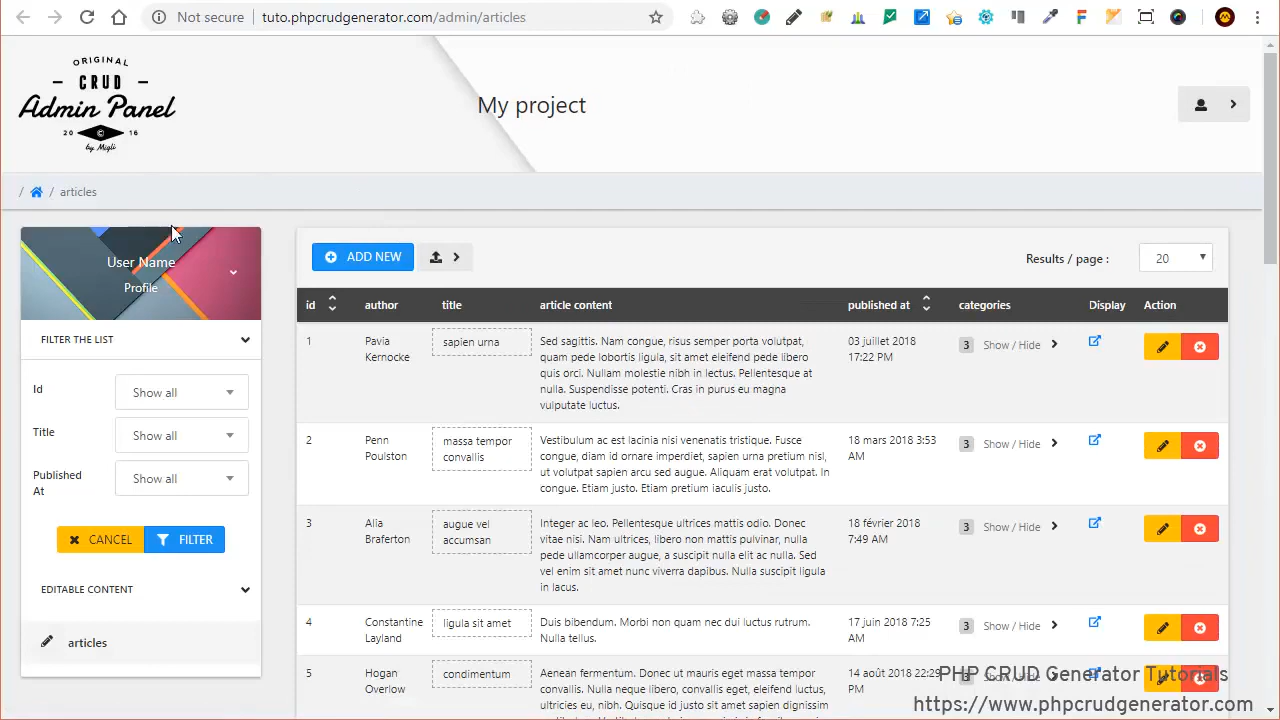 Not secure tuto.phpcrudgenerator.com/admin/articles
ORIGINAL
CRUD
Admin Panel
20 © 16
by Migli
My project
/ / articles
User Name
Profile
FILTER THE LIST
Id Show all
Title Show all
Published
At Show all
CANCEL FILTER
EDITABLE CONTENT
articles
ADD NEW
Results / page : 20
id author title article content published at categories Display Action
1
Pavia
Kernocke
sapien urna
Sed sagittis. Nam congue, risus semper porta volutpat,
quam pede lobortis ligula, sit amet eleifend pede libero
quis orci. Nullam molestie nibh in lectus. Pellentesque at
nulla. Suspendisse potenti. Cras in purus eu magna
vulputate luctus.
03 juillet 2018
17:22 PM
3 Show / Hide
2
Penn
Poulston
massa tempor
convallis
Vestibulum ac est lacinia nisi venenatis tristique. Fusce
congue, diam id ornare imperdiet, sapien urna pretium nisl,
ut volutpat sapien arcu sed augue. Aliquam erat volutpat. In
congue. Etiam justo. Etiam pretium iaculis justo.
18 mars 2018 3:53
AM
3 Show / Hide
3
Alia
Braferton
augue vel
accumsan
Integer ac leo. Pellentesque ultrices mattis odio. Donec
vitae nisi. Nam ultrices, libero non mattis pulvinar, nulla
pede ullamcorper augue, a suscipit nulla elit ac nulla. Sed
vel enim sit amet nunc viverra dapibus. Nulla suscipit ligula
in lacus.
18 février 2018
7:49 AM
3 Show / Hide
4
Constantine
Layland
ligula sit amet
Duis bibendum. Morbi non quam nec dui luctus rutrum.
Nulla tellus.
17 juin 2018 7:25
AM
3 Show / Hide
5
Hogan
Overlow
condimentum
Aenean fermentum. Donec ut mauris eget massa tempor
convallis. Nulla neque libero, convallis eget, eleifend luctus,
ultricies eu, nibh. Quisque id justo sit amet sapien dignissim
14 août 2018 22:29
PM
PHP CRUD Generator Tutorials
https://www.phpcrudgenerator.com